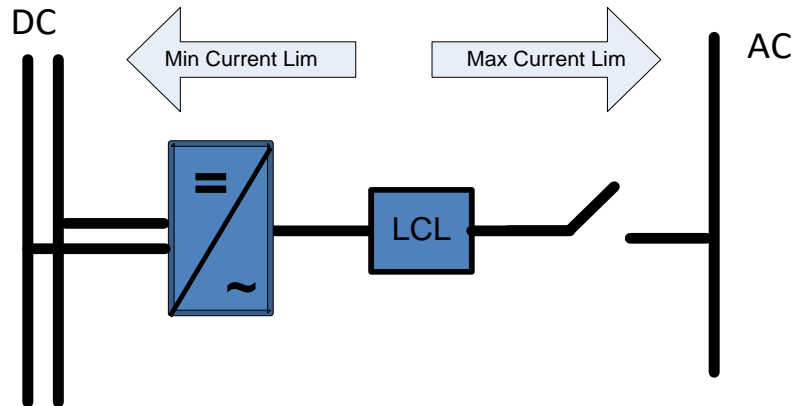 DC
Min Current Lim
Max Current Lim
AC
=
~
LCL